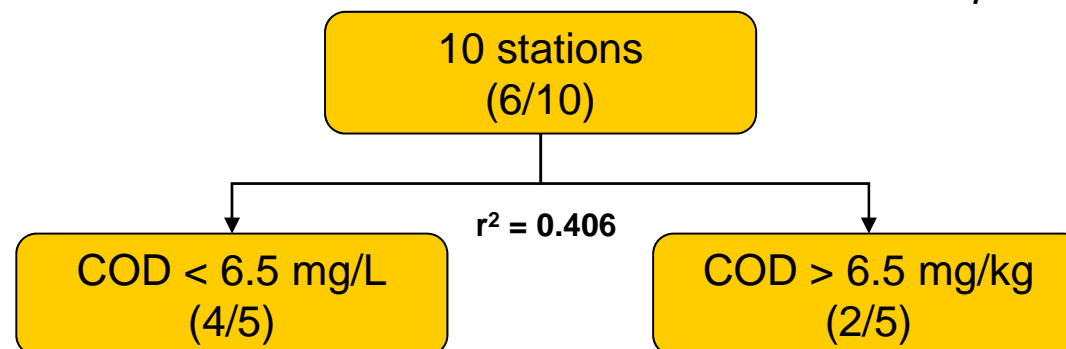 10 stations
(6/10)
r² = 0.406
COD < 6.5 mg/L
(4/5)
COD > 6.5 mg/kg
(2/5)